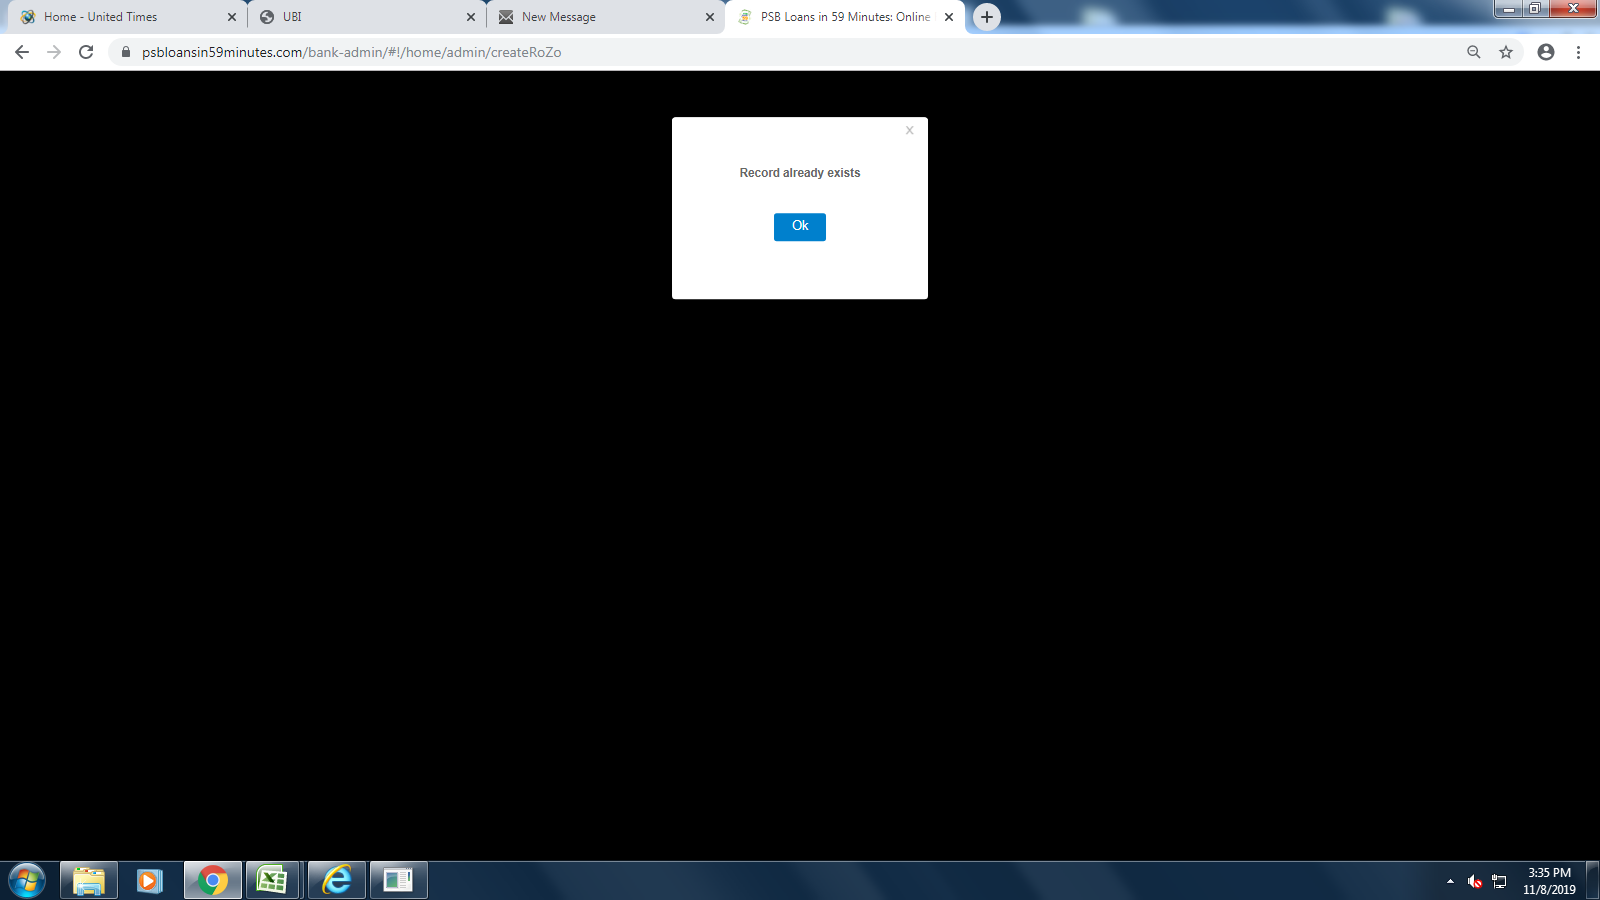 Home - United Times
UBI
New Message
PSB Loans in 59 Minutes: Online
psbloansin59minutes.com/bank-admin/#!/home/admin/createRoZo
x
Record already exists
Ok
3:35 PM
11/8/2019